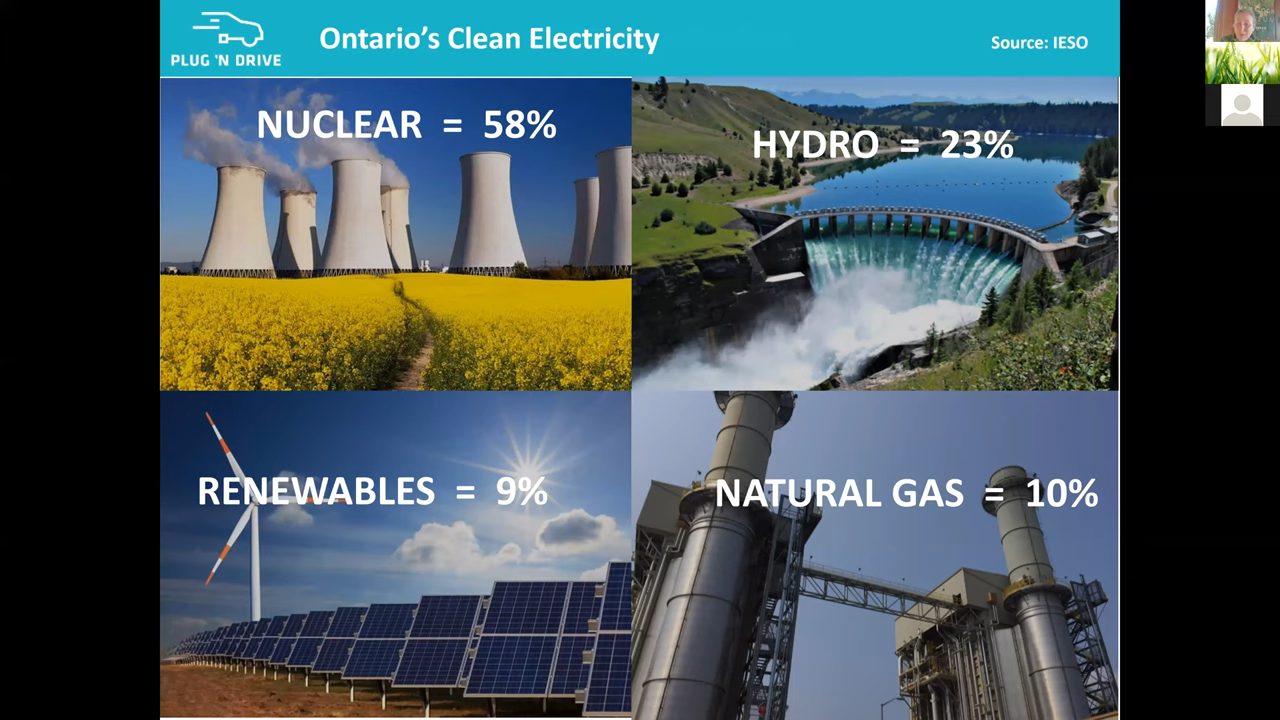 PLUG 'N DRIVE
Ontario's Clean Electricity
Source: IESO
NUCLEAR = 58%
HYDRO = 23%
RENEWABLES = 9%
NATURAL GAS = 10%